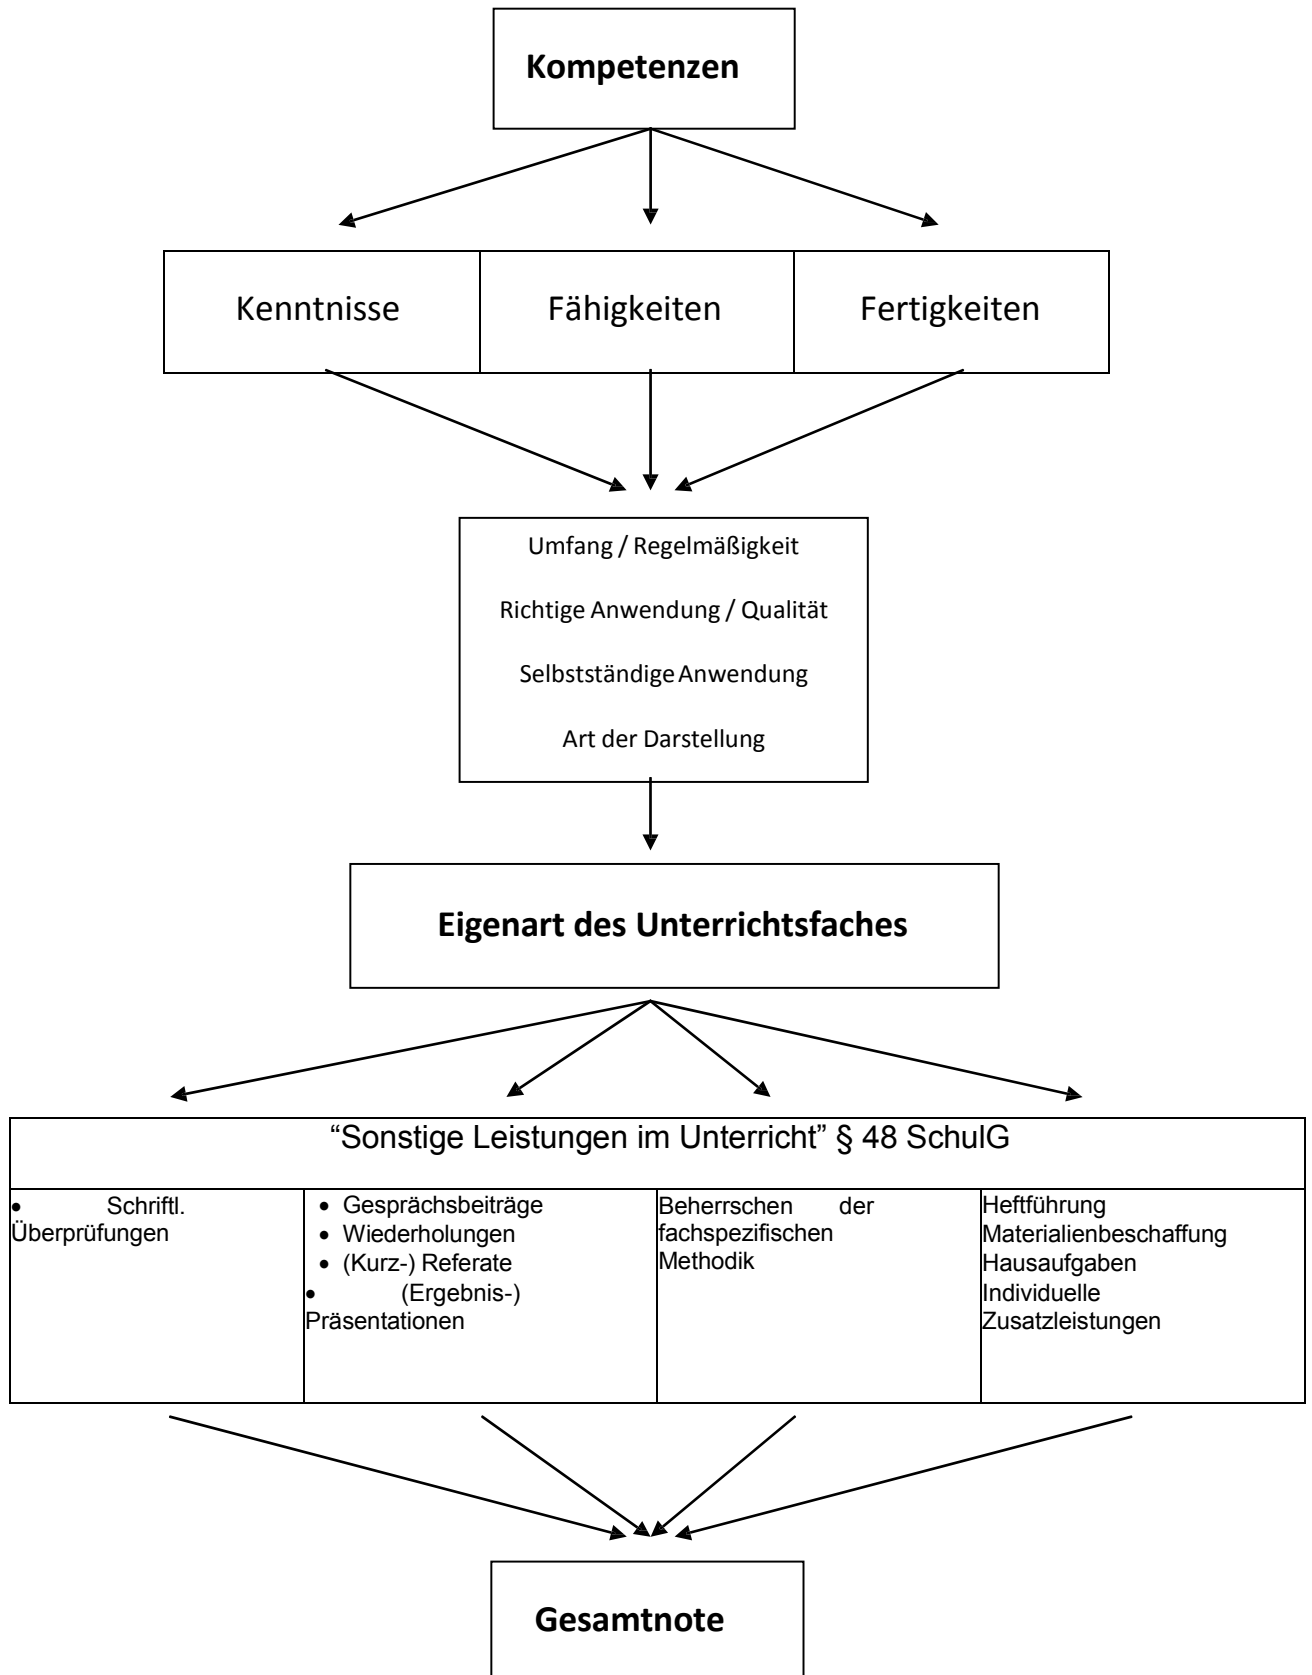 Kompetenzen
Kenntnisse
Fähigkeiten
Fertigkeiten
Umfang / Regelmäßigkeit
Richtige Anwendung / Qualität
Selbstständige Anwendung
Art der Darstellung
Eigenart des Unterrichtsfaches
“Sonstige Leistungen im Unterricht” § 48 SchulG
• Schriftl.
Überprüfungen
• Gesprächsbeiträge
• Wiederholungen
• (Kurz-) Referate
• (Ergebnis-)
Präsentationen
Beherrschen der
fachspezifischen
Methodik
Heftführung
Materialienbeschaffung
Hausaufgaben
Individuelle
Zusatzleistungen
Gesamtnote